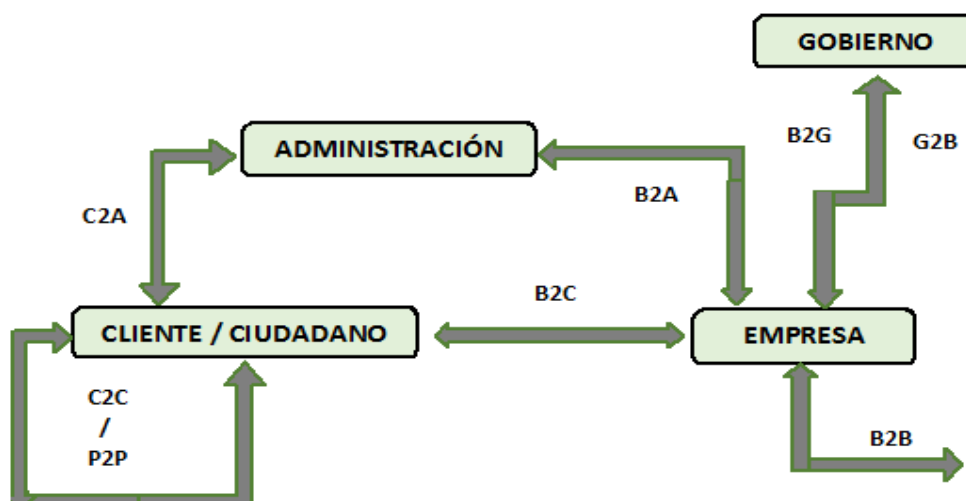 GOBIERNO
B2G
G2B
ADMINISTRACIÓN
C2A
B2A
B2C
CLIENTE / CIUDADANO
EMPRESA
C2C
/
P2P
B2B